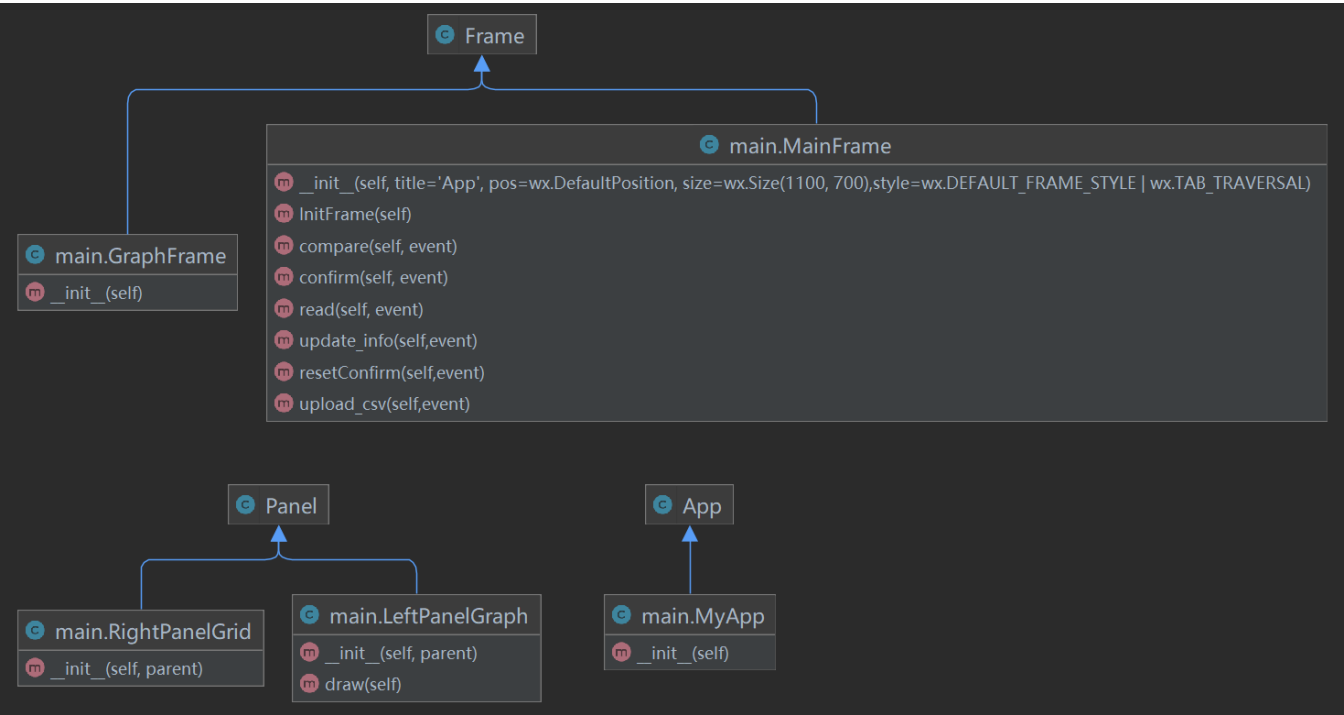 Frame
main.MainFrame
__init__(self, title='App', pos=wx.DefaultPosition, size=wx.Size(1100, 700),style=wx.DEFAULT_FRAME_STYLE | wx.TAB_TRAVERSAL)
InitFrame(self)
compare(self, event)
confirm(self, event)
read(self, event)
update_info(self,event)
resetConfirm(self,event)
upload_csv(self,event)
main.GraphFrame
__init__(self)
Panel
App
main.RightPanelGrid
__init__(self, parent)
main.LeftPanelGraph
__init__(self, parent)
draw(self)
main.MyApp
__init__(self)